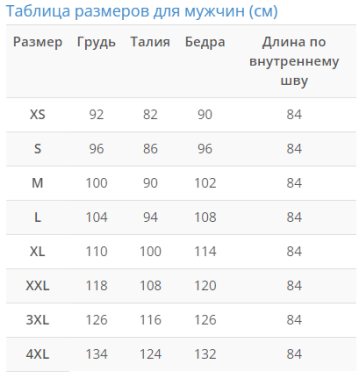 Таблица размеров для мужчин (см)
Размер Грудь Талия Бедра Длина по
внутреннему
шву
XS 92 82 90 84
S 96 86 96 84
M 100 90 102 84
L 104 94 108 84
XL 110 100 114 84
XXL 118 108 120 84
3XL 126 116 126 84
4XL 134 124 132 84